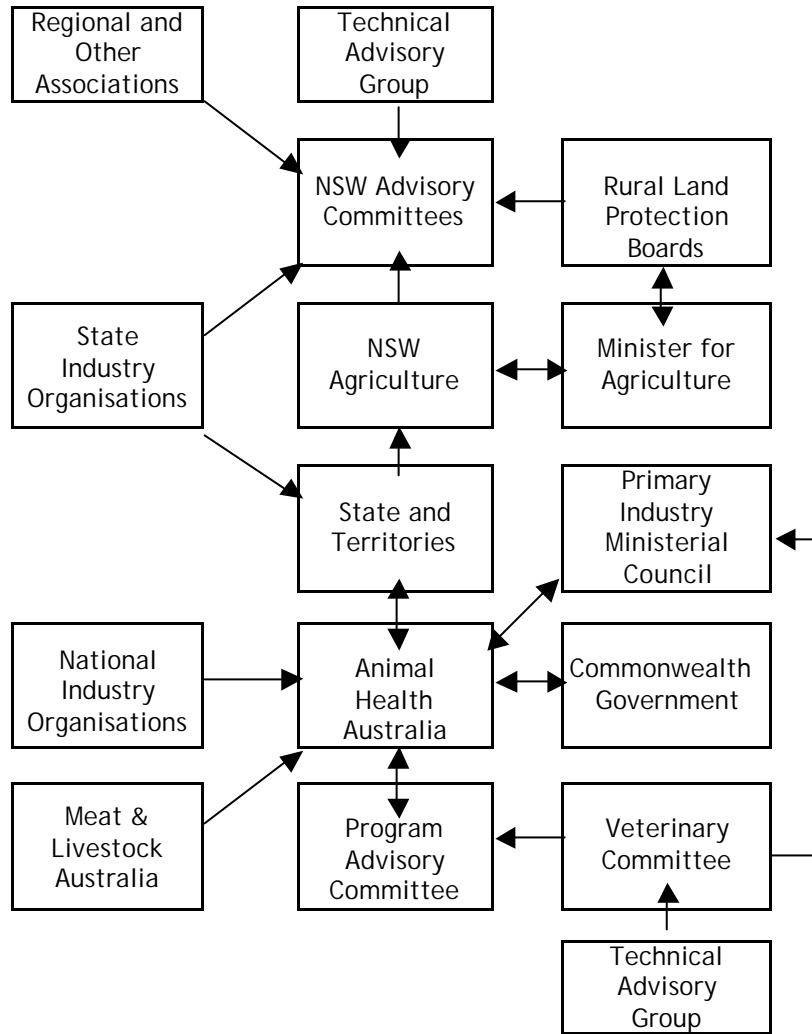 Regional and
Other
Associations
Technical
Advisory
Group
NSW Advisory
Committees
Rural Land
Protection
Boards
State
Industry
Organisations
NSW
Agriculture
Minister for
Agriculture
State and
Territories
Primary
Industry
Ministerial
Council
National
Industry
Organisations
Animal
Health
Australia
Commonwealth
Government
Meat &
Livestock
Australia
Program
Advisory
Committee
Veterinary
Committee
Technical
Advisory
Group